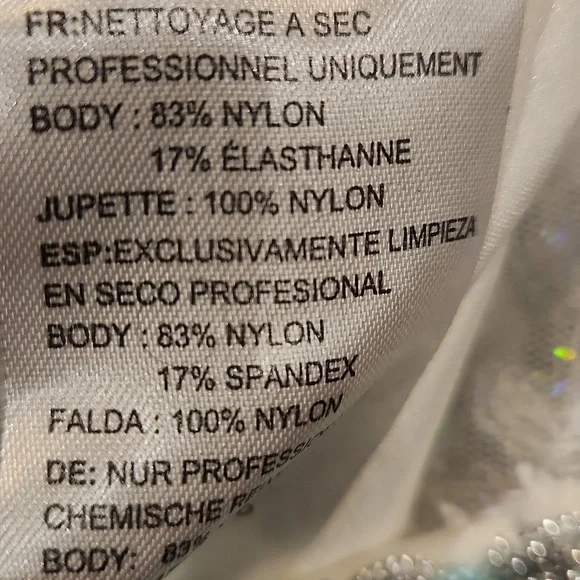 FR:NETTOYAGE A SEC
PROFESSIONNEL UNIQUEMENT
BODY : 83% NYLON
17% ÉLASTHANNE
JUPETTE : 100% NYLON
ESP:EXCLUSIVAMENTE LIMPIEZA
EN SECO PROFESIONAL
BODY : 83% NYLON
17% SPANDEX
FALDA : 100% NYLON
DE: NUR
CHEMISCHE
BODY: 83%